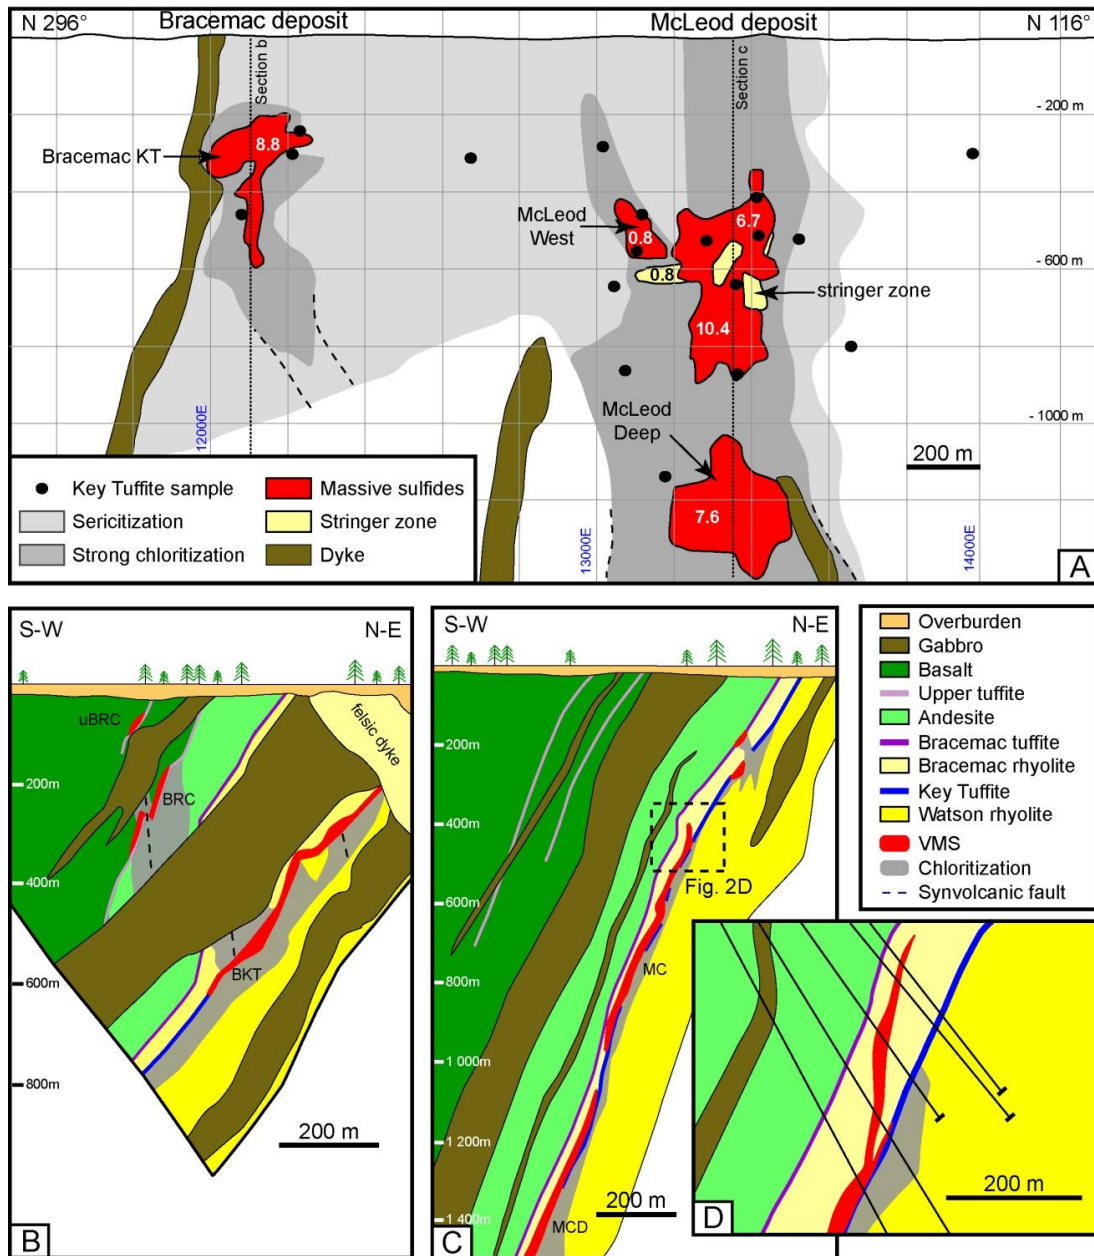 N 296°
Bracemac deposit
McLeod deposit
N 116°
Section b
Section c
- 200 m
Bracemac KT
8.8
McLeod
West
0.8
6.7
0.8
- 600 m
stringer zone
10.4
McLeod
Deep
- 1000 m
12000E
200 m
7.6
13000E
14000E
Key Tuffite sample
Massive sulfides
Sericitization
Stringer zone
Strong chloritization
Dyke
A
S-W
N-E
uBRC
felsic dyke
200m
BRC
400m
BKT
600m
800m
200 m
B
S-W
N-E
200m
400m
Fig. 2D
600m
MC
800m
1 000m
1 200m
200 m
MCD
1 400m
C
Overburden
Gabbro
Basalt
Upper tuffite
Andesite
Bracemac tuffite
Bracemac rhyolite
Key Tuffite
Watson rhyolite
VMS
Chloritization
Synvolcanic fault
200 m
D